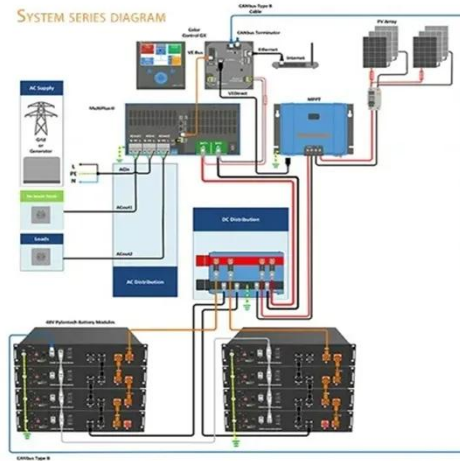 SYSTEM SERIES DIAGRAM
CANbus Type B
Cable
PV Array
Color
Control GX
CANbus Terminator
VE.Bus
Ethernet
Internet
AC Supply
VEDirect
MultiPlus-II
MPPT
Grid
or
Generator
L
PE
N
ACin
ACout1
DC Distribution
Loads
ACout2
AC Distribution
48V Pylontech Battery Modules
CANbus Type B